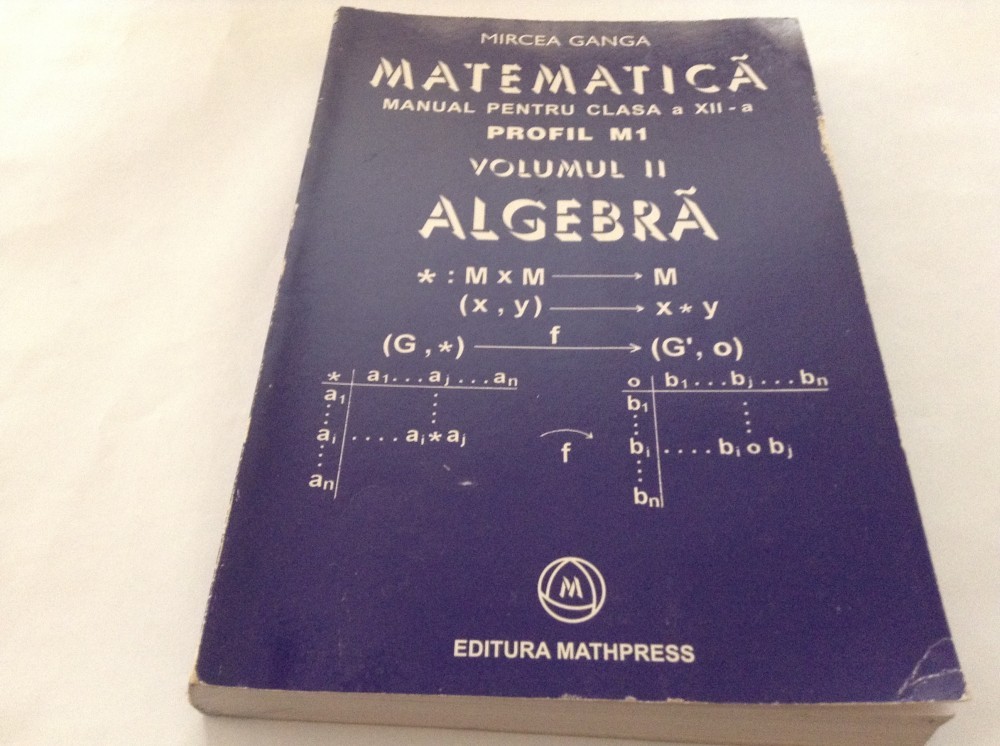 MIRCEA GANGA
MATEMATICĂ
MANUAL PENTRU CLASA a XII - a
PROFIL M1
VOLUMUL II
ALGEBRĂ
* : M x M ⟶ M
(x , y) ⟶ x * y
(G , *) ⟶ (G', o)
f
* a₁...aⱼ...aₙ
a₁
aᵢ ....aᵢ*aⱼ
aₙ
f
o b₁...bⱼ...bₙ
b₁
bᵢ ....bᵢ o bⱼ
bₙ
M
EDITURA MATHPRESS